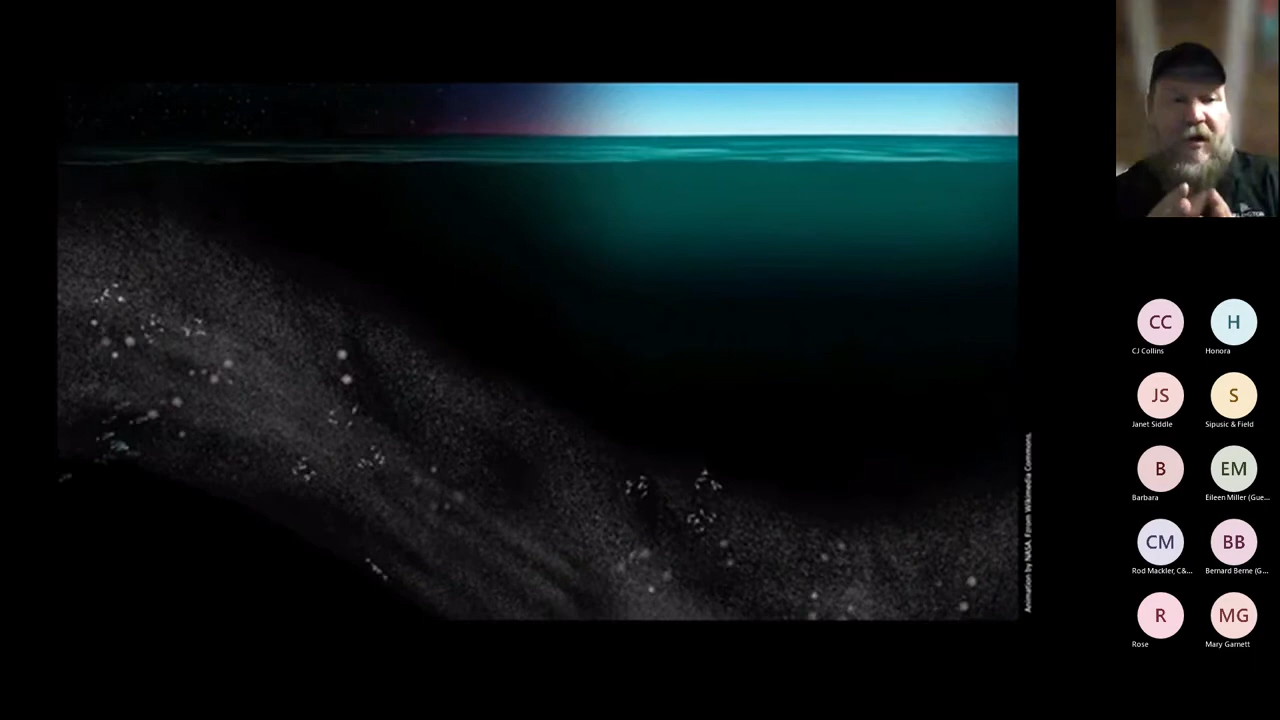 Animation by NASA. Forom Wikimedia Commons.
CC
CJ Collins
H
Honora
JS
Janet Siddle
S
Sipusic & Field
B
Barbara
EM
Eileen Miller (Gue...
CM
Rod Mackler, C&...
BB
Bernard Berne (G...
R
Rose
MG
Mary Garnett